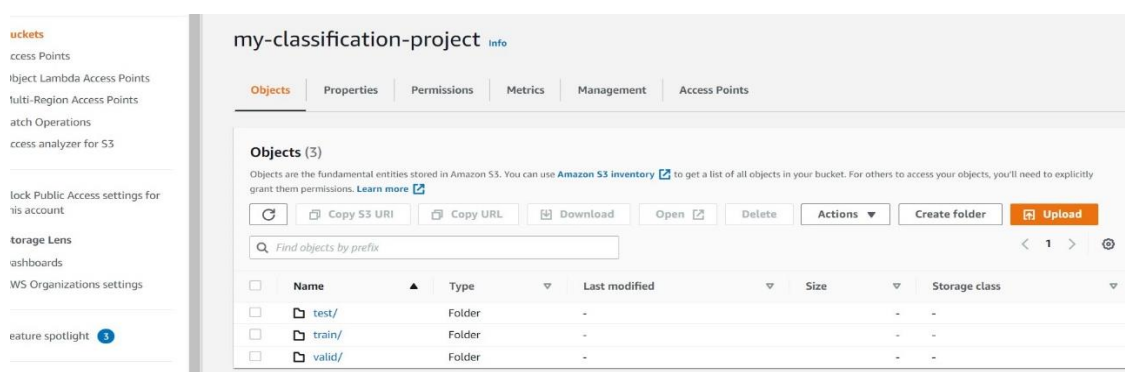 uckets
ccess Points
bject Lambda Access Points
ulti-Region Access Points
atch Operations
ccess analyzer for S3
lock Public Access settings for
his account
torage Lens
ashboards
WS Organizations settings
eature spotlight 3
my-classification-project Info
Objects Properties Permissions Metrics Management Access Points
Objects (3)
Objects are the fundamental entities stored in Amazon S3. You can use Amazon S3 inventory to get a list of all objects in your bucket. For others to access your objects, you'll need to explicitly
grant them permissions. Learn more
Copy S3 URI Copy URL Download Open Delete Actions Create folder Upload
Find objects by prefix < 1 >
Name Type Last modified Size Storage class
test/ Folder - - -
train/ Folder - - -
valid/ Folder - - -